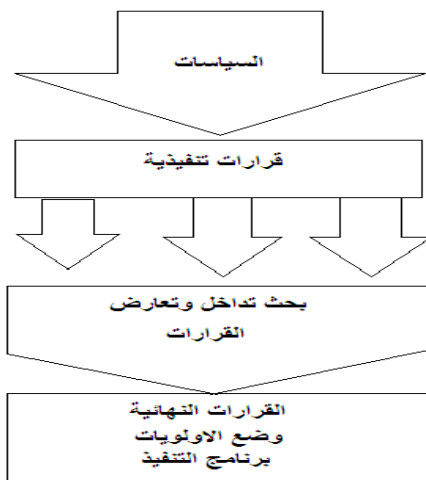 السياسات
قرارات تنفيذية
بحث تداخل وتعارض
القرارات
القرارات النهائية
وضع الاولويات
برنامج التنفيذ